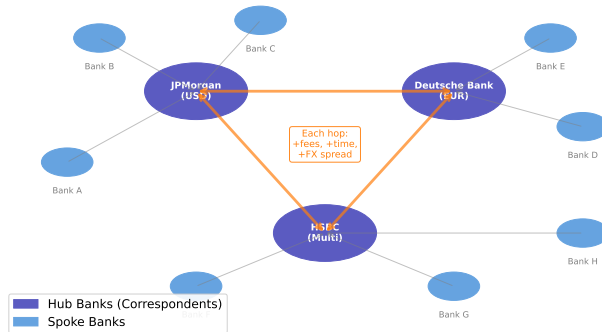 Bank C
Bank B
Bank E
JPMorgan
(USD)
Deutsche Bank
(EUR)
Each hop:
+fees, +time,
+FX spread
Bank D
Bank A
HSBC
(Multi)
Bank H
Bank G
Hub Banks (Correspondents)
Spoke Banks